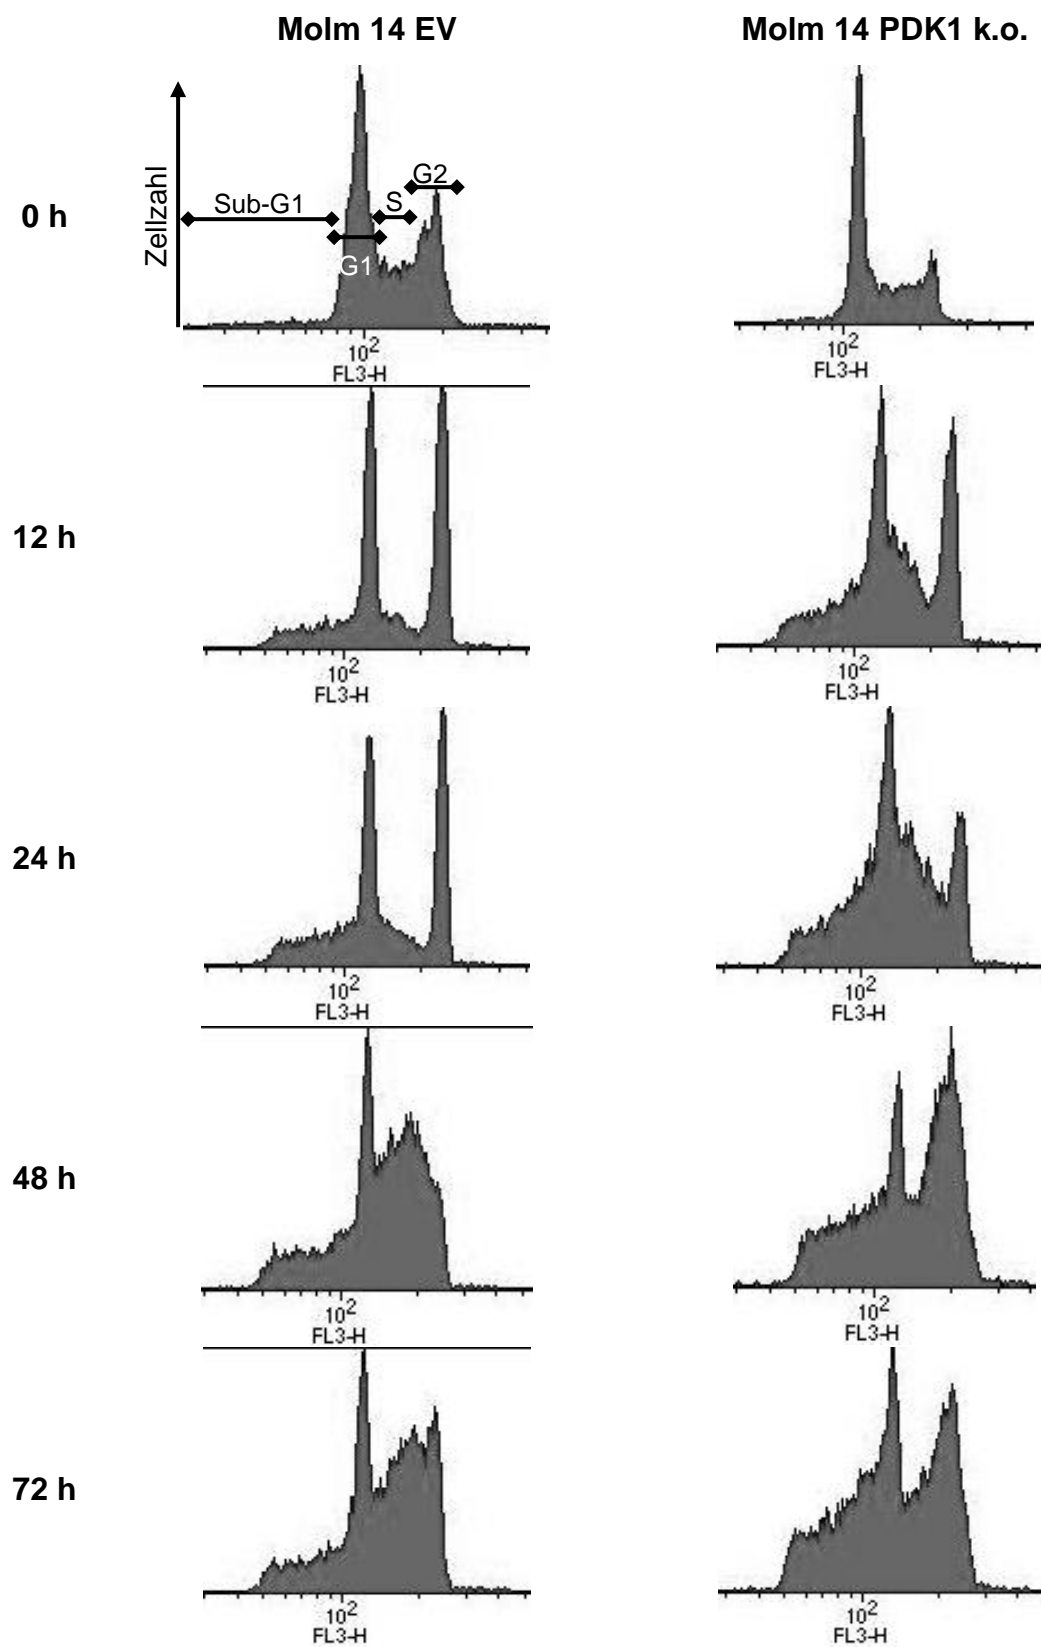 Molm 14 EV
Molm 14 PDK1 k.o.
0 h
Zellzahl
Sub-G1
G1
S
G2
10²
FL3-H
10²
FL3-H
12 h
10²
FL3-H
10²
FL3-H
24 h
10²
FL3-H
10²
FL3-H
48 h
10²
FL3-H
10²
FL3-H
72 h
10²
FL3-H
10²
FL3-H